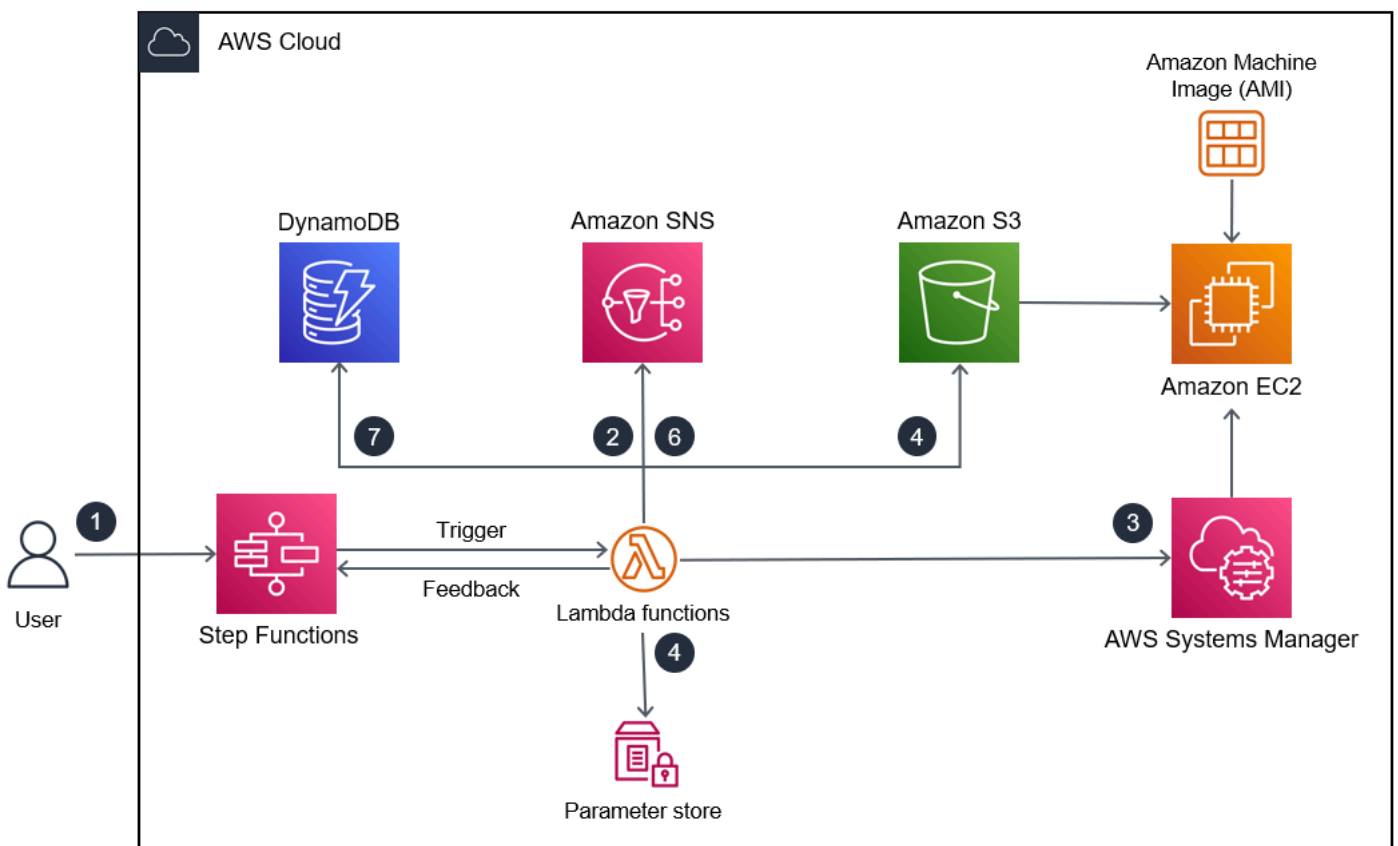 AWS Cloud
Amazon Machine
Image (AMI)
DynamoDB
Amazon SNS
Amazon S3
Amazon EC2
7
2
6
4
1
3
Trigger
Feedback
User
Step Functions
Lambda functions
AWS Systems Manager
4
Parameter store